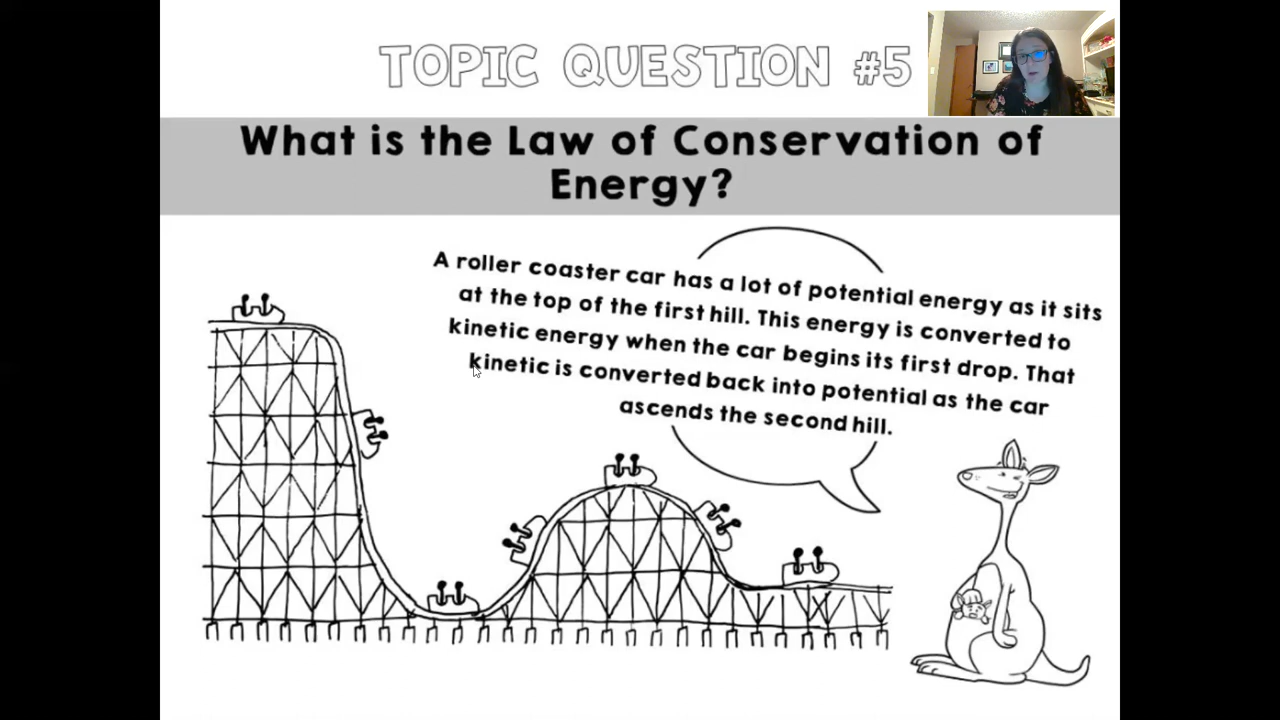 TOPIC QUESTION #5
What is the Law of Conservation of
Energy?
A roller coaster car has a lot of potential energy as it sits
at the top of the first hill. This energy is converted to
kinetic energy when the car begins its first drop. That
kinetic is converted back into potential as the car
ascends the second hill.